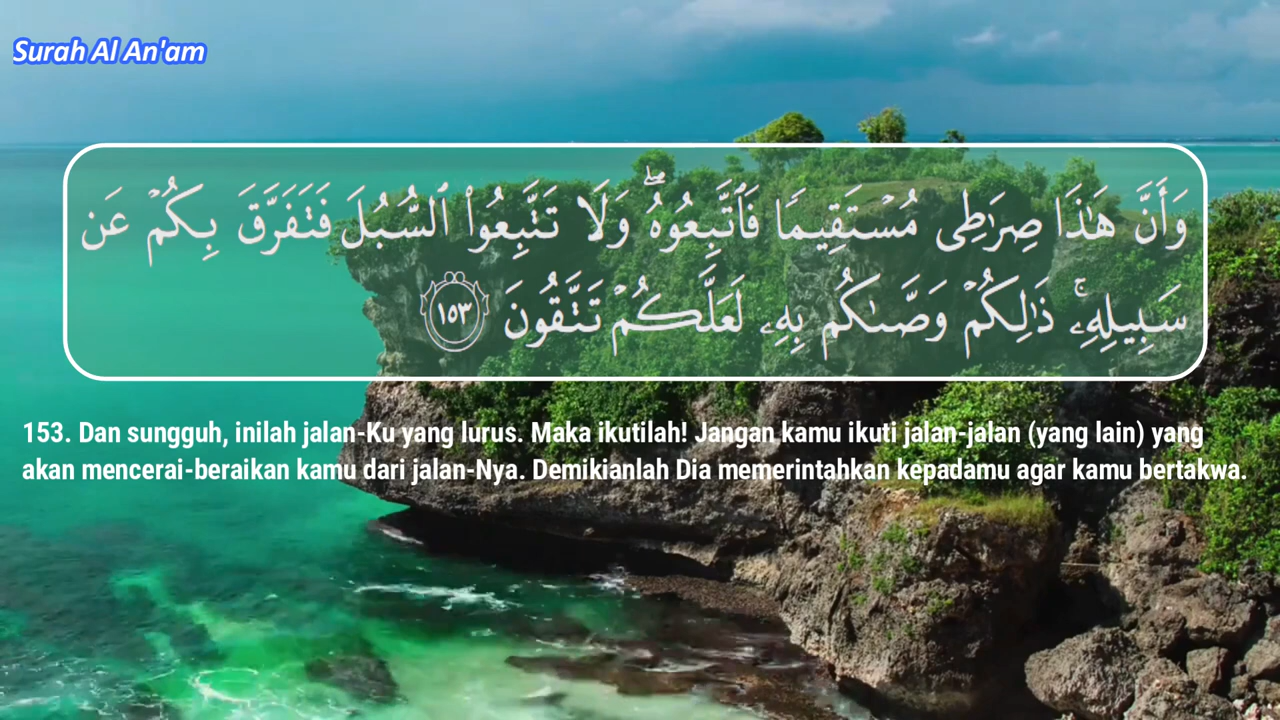 Surah Al An'am
وَأَنَّ هَٰذَا صِرَٰطِي مُسۡتَقِيمٗا فَٱتَّبِعُوهُۖ وَلَا تَتَّبِعُواْ ٱلسُّبُلَ فَتَفَرَّقَ بِكُمۡ عَن
سَبِيلِهِۦۚ ذَٰلِكُمۡ وَصَّىٰكُم بِهِۦ لَعَلَّكُمۡ تَتَّقُونَ ١٥٣
153. Dan sungguh, inilah jalan-Ku yang lurus. Maka ikutilah! Jangan kamu ikuti jalan-jalan (yang lain) yang
akan mencerai-beraikan kamu dari jalan-Nya. Demikianlah Dia memerintahkan kepadamu agar kamu bertakwa.